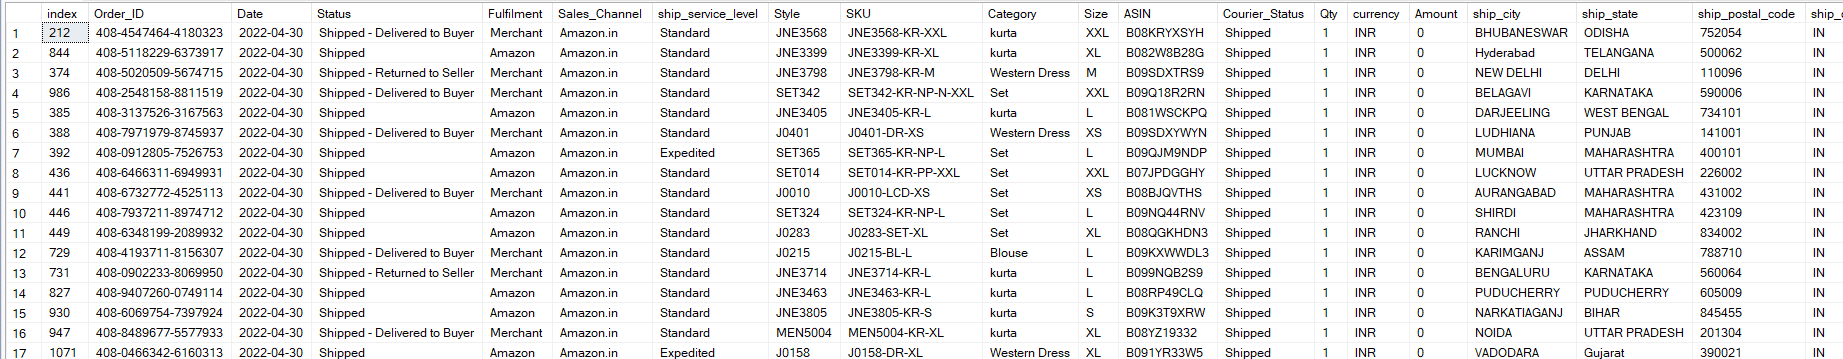 index Order_ID Date Status Fulfilment Sales_Channel ship_service_level Style SKU Category Size ASIN Courier_Status Qty currency Amount ship_city ship_state ship_postal_code ship_
1 212 408-4547464-4180323 2022-04-30 Shipped - Delivered to Buyer Merchant Amazon.in Standard JNE3568 JNE3568-KR-XXL kurta XXL B08KRYXSYH Shipped 1 INR 0 BHUBANESWAR ODISHA 752054 IN
2 844 408-5118229-6373917 2022-04-30 Shipped Amazon Amazon.in Standard JNE3399 JNE3399-KR-XL kurta XL B082W8B28G Shipped 1 INR 0 Hyderabad TELANGANA 500062 IN
3 374 408-5020509-5674715 2022-04-30 Shipped - Returned to Seller Merchant Amazon.in Standard JNE3798 JNE3798-KR-M Western Dress M B09SDXTRS9 Shipped 1 INR 0 NEW DELHI DELHI 110096 IN
4 986 408-2548158-8811519 2022-04-30 Shipped - Delivered to Buyer Merchant Amazon.in Standard SET342 SET342-KR-NP-N-XXL Set XXL B09Q18R2RN Shipped 1 INR 0 BELAGAVI KARNATAKA 590006 IN
5 385 408-3137526-3167563 2022-04-30 Shipped Amazon Amazon.in Standard JNE3405 JNE3405-KR-L kurta L B081WSCKPQ Shipped 1 INR 0 DARJEELING WEST BENGAL 734101 IN
6 388 408-7971979-8745937 2022-04-30 Shipped - Delivered to Buyer Merchant Amazon.in Standard J0401 J0401-DR-XS Western Dress XS B09SDXYWYN Shipped 1 INR 0 LUDHIANA PUNJAB 141001 IN
7 392 408-0912805-7526753 2022-04-30 Shipped Amazon Amazon.in Expedited SET365 SET365-KR-NP-L Set L B09QJM9NDP Shipped 1 INR 0 MUMBAI MAHARASHTRA 400101 IN
8 436 408-6466311-6949931 2022-04-30 Shipped Amazon Amazon.in Standard SET014 SET014-KR-PP-XXL Set XXL B07JPDGGHY Shipped 1 INR 0 LUCKNOW UTTAR PRADESH 226002 IN
9 441 408-6732772-4525113 2022-04-30 Shipped - Delivered to Buyer Merchant Amazon.in Standard J0010 J0010-LCD-XS Set XS B08BJQVTHS Shipped 1 INR 0 AURANGABAD MAHARASHTRA 431002 IN
10 446 408-7937211-8974712 2022-04-30 Shipped Amazon Amazon.in Standard SET324 SET324-KR-NP-L Set L B09NQ44RNV Shipped 1 INR 0 SHIRDI MAHARASHTRA 423109 IN
11 449 408-6348199-2089932 2022-04-30 Shipped Amazon Amazon.in Standard J0283 J0283-SET-XL Set XL B08QGKHDN3 Shipped 1 INR 0 RANCHI JHARKHAND 834002 IN
12 729 408-4193711-8156307 2022-04-30 Shipped - Delivered to Buyer Merchant Amazon.in Standard J0215 J0215-BL-L Blouse L B09KXWWDL3 Shipped 1 INR 0 KARIMGANJ ASSAM 788710 IN
13 731 408-0902233-8069950 2022-04-30 Shipped - Returned to Seller Merchant Amazon.in Standard JNE3714 JNE3714-KR-L kurta L B099NQB2S9 Shipped 1 INR 0 BENGALURU KARNATAKA 560064 IN
14 827 408-9407260-0749114 2022-04-30 Shipped Amazon Amazon.in Standard JNE3463 JNE3463-KR-L kurta L B08RP49CLQ Shipped 1 INR 0 PUDUCHERRY PUDUCHERRY 605009 IN
15 930 408-6069754-7397924 2022-04-30 Shipped Amazon Amazon.in Standard JNE3805 JNE3805-KR-S kurta S B09K3T9XRW Shipped 1 INR 0 NARKATIAGANJ BIHAR 845455 IN
16 947 408-8489677-5577933 2022-04-30 Shipped - Delivered to Buyer Merchant Amazon.in Standard MEN5004 MEN5004-KR-XL kurta XL B08YZ19332 Shipped 1 INR 0 NOIDA UTTAR PRADESH 201304 IN
17 1071 408-0466342-6160313 2022-04-30 Shipped Amazon Amazon.in Expedited J0158 J0158-DR-XL Western Dress XL B091YR33W5 Shipped 1 INR 0 VADODARA Gujarat 390021 IN